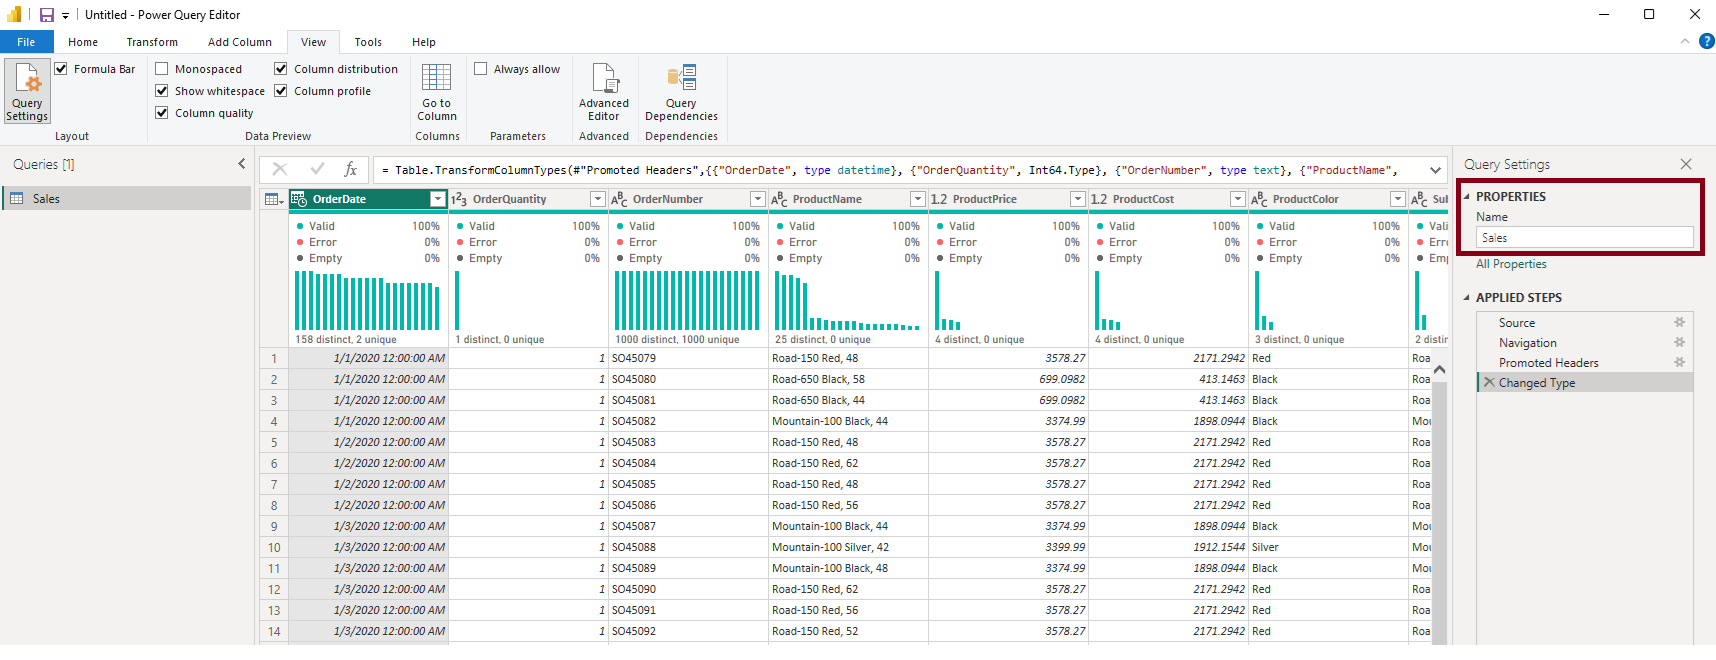 Untitled - Power Query Editor
File Home Transform Add Column View Tools Help
Query Settings
Formula Bar
Layout
Monospaced
Show whitespace
Column quality
Column distribution
Column profile
Data Preview
Go to Column
Columns
Always allow
Parameters
Advanced Editor
Advanced
Query Dependencies
Dependencies
Queries [1]
Sales
fx = Table.TransformColumnTypes(#"Promoted Headers",{{"OrderDate", type datetime}, {"OrderQuantity", Int64.Type}, {"OrderNumber", type text}, {"ProductName",
OrderDate 1²3 OrderQuantity ABC OrderNumber ABC ProductName 1.2 ProductPrice 1.2 ProductCost ABC ProductColor ABC Sul
Valid 100% Valid 100% Valid 100% Valid 100% Valid 100% Valid 100% Valid 100% Vali
Error 0% Error 0% Error 0% Error 0% Error 0% Error 0% Error 0% Erro
Empty 0% Empty 0% Empty 0% Empty 0% Empty 0% Empty 0% Empty 0% Emp
158 distinct, 2 unique 1 distinct, 0 unique 1000 distinct, 1000 unique 25 distinct, 0 unique 4 distinct, 0 unique 4 distinct, 0 unique 3 distinct, 0 unique 2 distin
1 1/1/2020 12:00:00 AM 1 SO45079 Road-150 Red, 48 3578.27 2171.2942 Red Roa
2 1/1/2020 12:00:00 AM 1 SO45080 Road-650 Black, 58 699.0982 413.1463 Black Roa
3 1/1/2020 12:00:00 AM 1 SO45081 Road-650 Black, 44 699.0982 413.1463 Black Roa
4 1/1/2020 12:00:00 AM 1 SO45082 Mountain-100 Black, 44 3374.99 1898.0944 Black Mou
5 1/2/2020 12:00:00 AM 1 SO45083 Road-150 Red, 48 3578.27 2171.2942 Red Roa
6 1/2/2020 12:00:00 AM 1 SO45084 Road-150 Red, 62 3578.27 2171.2942 Red Roa
7 1/2/2020 12:00:00 AM 1 SO45085 Road-150 Red, 48 3578.27 2171.2942 Red Roa
8 1/2/2020 12:00:00 AM 1 SO45086 Road-150 Red, 56 3578.27 2171.2942 Red Roa
9 1/3/2020 12:00:00 AM 1 SO45087 Mountain-100 Black, 44 3374.99 1898.0944 Black Mou
10 1/3/2020 12:00:00 AM 1 SO45088 Mountain-100 Silver, 42 3399.99 1912.1544 Silver Mou
11 1/3/2020 12:00:00 AM 1 SO45089 Mountain-100 Black, 48 3374.99 1898.0944 Black Mou
12 1/3/2020 12:00:00 AM 1 SO45090 Road-150 Red, 62 3578.27 2171.2942 Red Roa
13 1/3/2020 12:00:00 AM 1 SO45091 Road-150 Red, 56 3578.27 2171.2942 Red Roa
14 1/3/2020 12:00:00 AM 1 SO45092 Road-150 Red, 52 3578.27 2171.2942 Red Roa
Query Settings
PROPERTIES
Name
Sales
All Properties
APPLIED STEPS
Source
Navigation
Promoted Headers
Changed Type